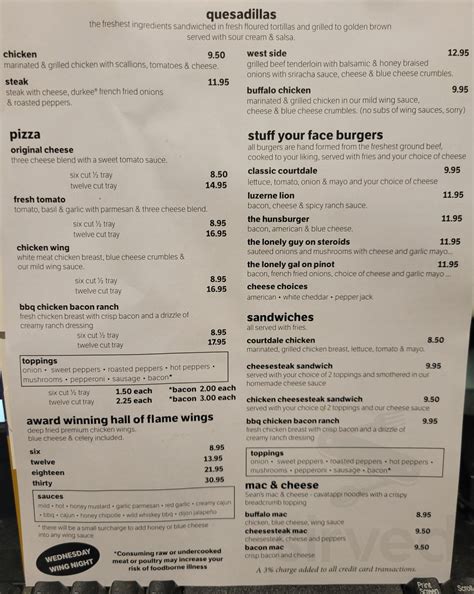 quesadillas
the freshest ingredients sandwiched in fresh floured tortillas and grilled to golden brown
served with sour cream & salsa.
chicken 9.50
marinated & grilled chicken with scallions, tomatoes & cheese.
steak 11.95
steak with cheese, durkee® french fried onions
& roasted peppers.
west side 12.95
grilled beef tenderloin with balsamic & honey braised
onions with sriracha sauce, cheese & blue cheese crumbles.
buffalo chicken 9.95
marinated & grilled chicken in our mild wing sauce,
cheese & blue cheese crumbles. (no subs of wing sauces, sorry)
pizza
original cheese
three cheese blend with a sweet tomato sauce.
six cut ½ tray 8.50
twelve cut tray 14.95
fresh tomato
tomato, basil & garlic with parmesan & three cheese blend.
six cut ½ tray 8.95
twelve cut tray 16.95
chicken wing
white meat chicken breast, blue cheese crumbles &
our mild wing sauce.
six cut ½ tray 8.95
twelve cut tray 16.95
bbq chicken bacon ranch
fresh chicken breast with crisp bacon and a drizzle of
creamy ranch dressing
six cut ½ tray 8.95
twelve cut tray 17.95
toppings
onion • sweet peppers • roasted peppers • hot peppers •
mushrooms • pepperoni • sausage • bacon*
six cut ½ tray 1.50 each *bacon 2.00 each
twelve cut tray 2.25 each *bacon 3.00 each
award winning hall of flame wings
deep fried premium chicken wings.
blue cheese & celery included.
six 8.95
twelve 13.95
eighteen 21.95
thirty 30.95
sauces
mild • hot • honey mustard • garlic parmesan • veg garlic • creamy cajun
• bbq • cajun • honey chipotle • wild whiskey bbq • dijon jalapeño
* there will be a small surcharge to add honey or blue cheese
into any wing sauce
WEDNESDAY
WING NIGHT
*Consuming raw or undercooked
meat or poultry may increase your
risk of foodborne illness
stuff your face burgers
all burgers are hand formed from the freshest ground beef,
cooked to your liking, served with fries and your choice of cheese
classic courtdale 9.95
lettuce, tomato, onion & mayo and your choice of cheese
luzerne lion 11.95
bacon, cheese & spicy ranch sauce.
the hunsburger 11.95
bacon, american & blue cheese.
the lonely guy on steroids 11.95
sauteed onions and mushrooms with cheese and garlic mayo...
the lonely gal on pinot 11.95
bacon, french fried onions, choice of cheese and garlic mayo...
cheese choices
american • white cheddar • pepper jack
sandwiches
all served with fries.
courtdale chicken 8.50
marinated, grilled chicken breast, lettuce, tomato & mayo.
cheesesteak sandwich 9.95
served with your choice of 2 toppings and smothered in our
homemade cheese sauce
chicken cheesesteak sandwich 9.95
served with your choice of 2 toppings and our cheese sauce
bbq chicken bacon ranch 9.95
fresh chicken breast with crisp bacon and a drizzle of creamy
ranch dressing
toppings
onion • sweet peppers • roasted peppers • hot peppers •
mushrooms • pepperoni • sausage • bacon*
mac & cheese
Sean's mac & cheese - cavatappi noodles with a crispy
breadcrumb topping
buffalo mac 8.95
chicken, blue cheese, wing sauce
cheesesteak mac 9.50
cheesesteak and peppers
bacon mac 9.50
crisp bacon and cheese
A 3% charge added to all credit card transactions.
Print
Screen
Scroll